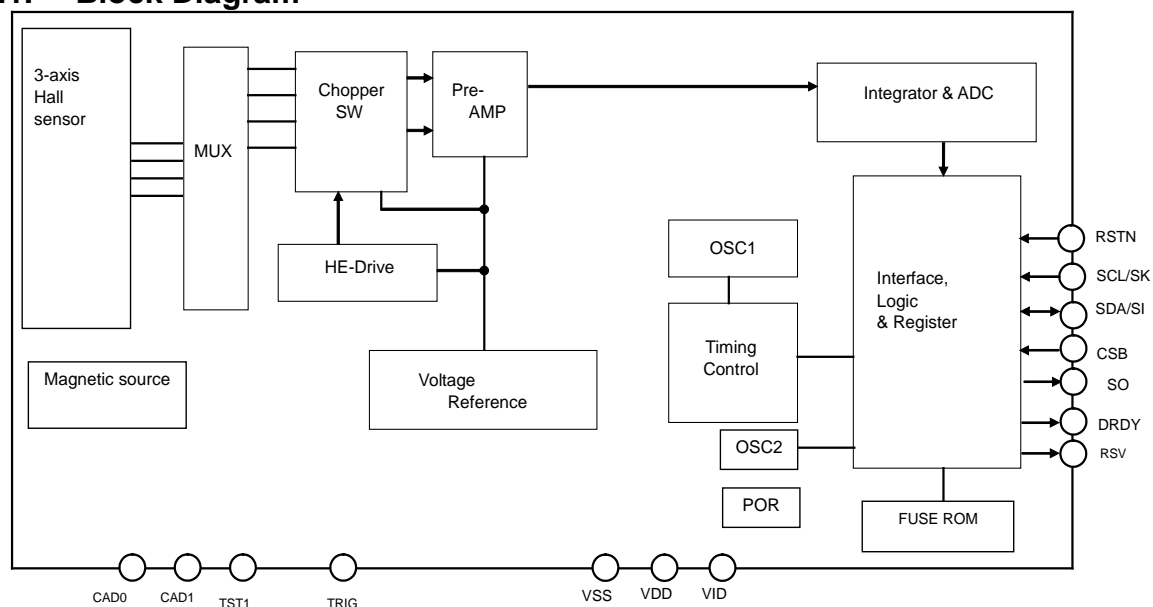 Block Diagram
3-axis
Hall
sensor
MUX
Chopper
SW
Pre-
AMP
Integrator & ADC
HE-Drive
OSC1
Interface,
Logic
& Register
Timing
Control
Magnetic source
Voltage
Reference
OSC2
POR
FUSE ROM
RSTN
SCL/SK
SDA/SI
CSB
SO
DRDY
RSV
CAD0
CAD1
TST1
TRIG
VSS
VDD
VID